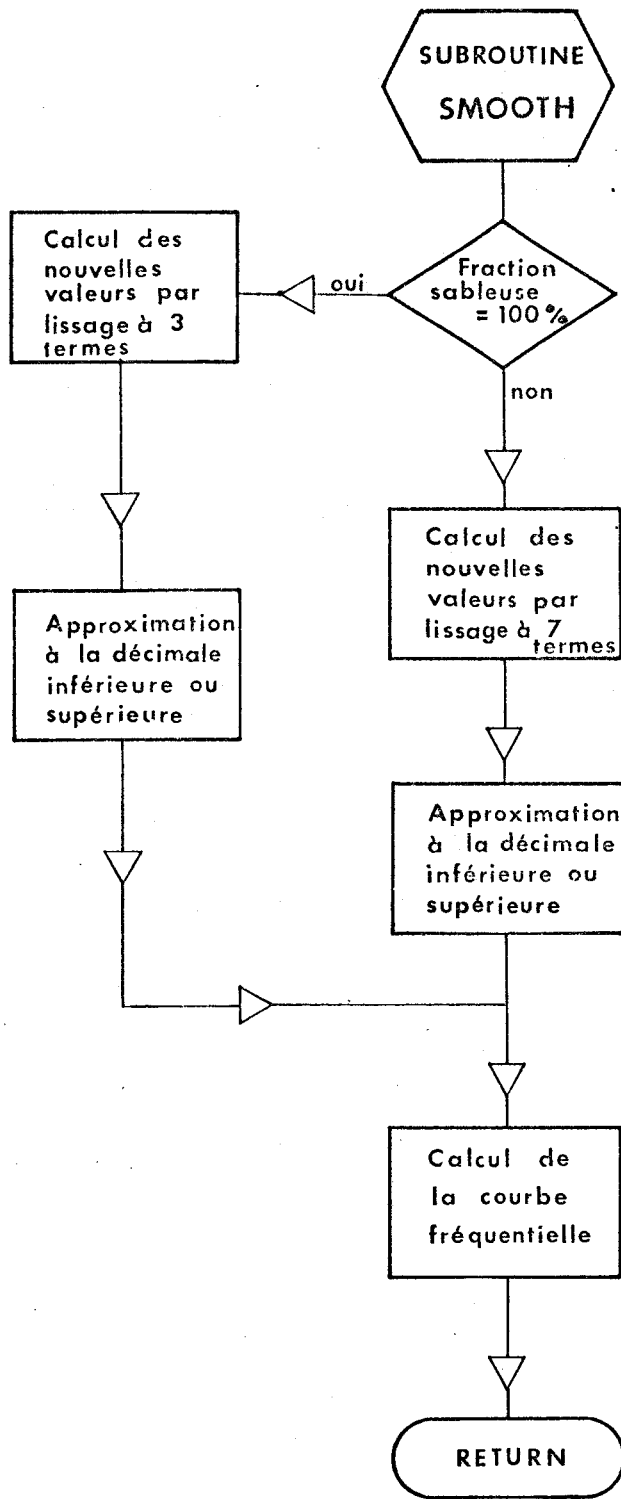 SUBROUTINE
SMOOTH
Fraction
sableuse
= 100 %
oui
non
Calcul des
nouvelles
valeurs par
lissage à 3
termes
Approximation
à la décimale
inférieure ou
supérieure
Calcul des
nouvelles
valeurs par
lissage à 7
termes
Approximation
à la décimale
inférieure ou
supérieure
Calcul de
la courbe
fréquentielle
RETURN